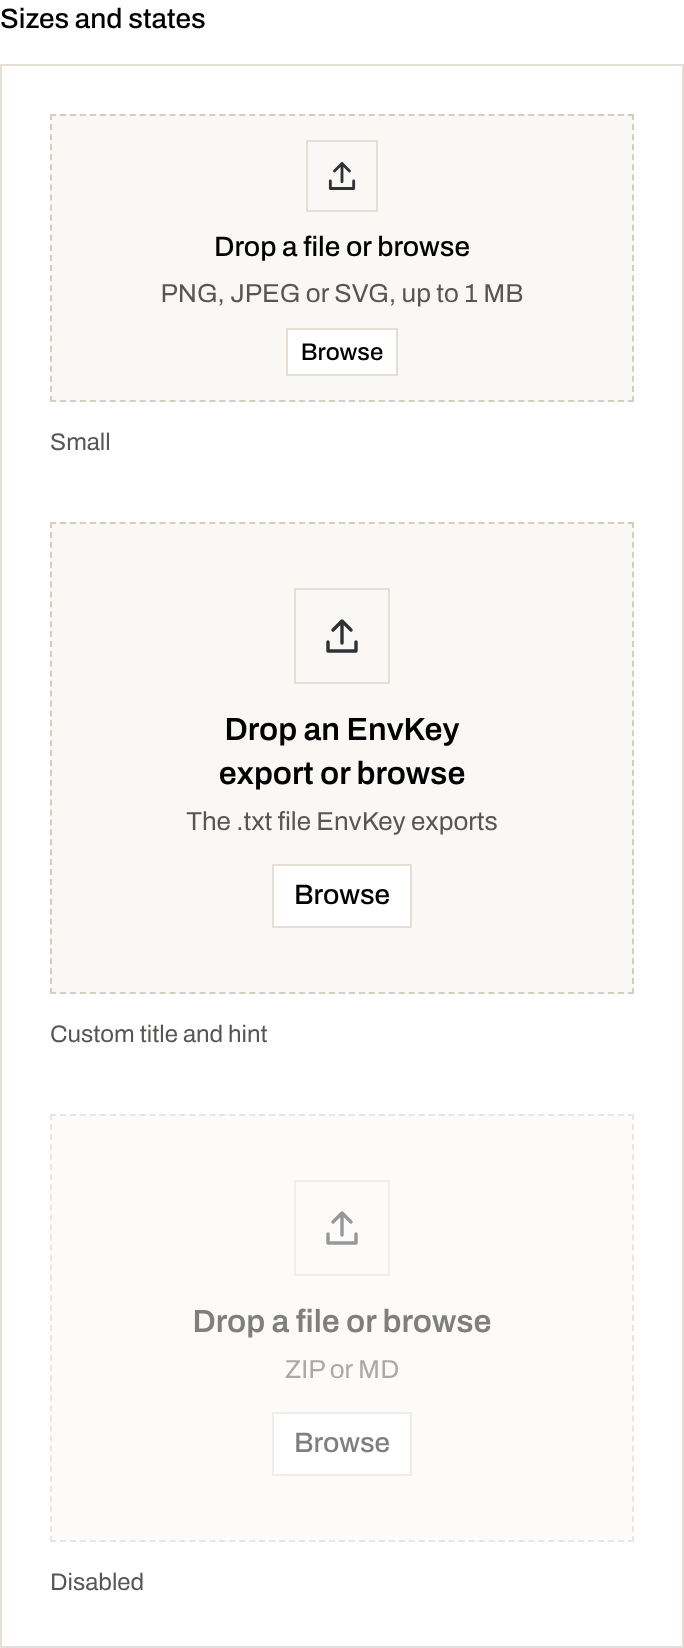 Sizes and states
Drop a file or browse
PNG, JPEG or SVG, up to 1 MB
Browse
Small
Drop an EnvKey
export or browse
The .txt file EnvKey exports
Browse
Custom title and hint
Drop a file or browse
ZIP or MD
Browse
Disabled